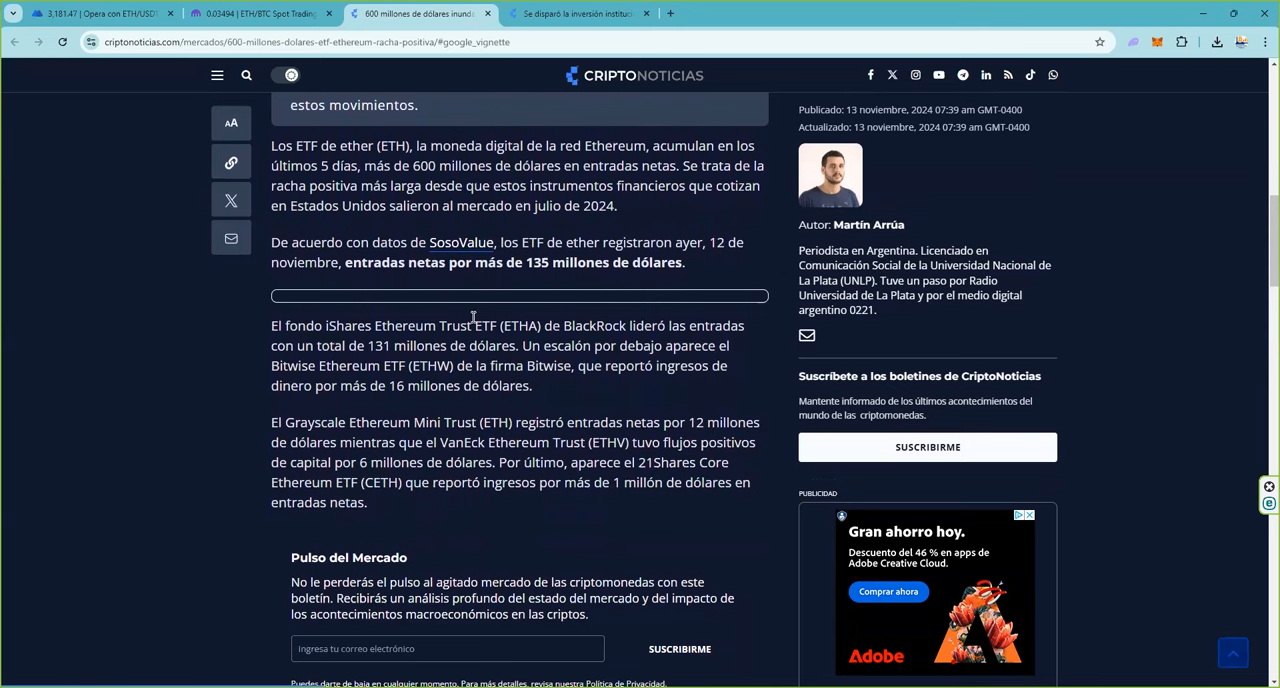 3,181.47 | Opera con ETH/USDT
0.03494 | ETH/BTC Spot Trading
600 millones de dólares inund
Se disparó la inversión instituci
criptonoticias.com/mercados/600-millones-dolares-etf-ethereum-racha-positiva/#google_vignette
CRIPTONOTICIAS
estos movimientos.
AA
Los ETF de ether (ETH), la moneda digital de la red Ethereum, acumulan en los
últimos 5 días, más de 600 millones de dólares en entradas netas. Se trata de la
racha positiva más larga desde que estos instrumentos financieros que cotizan
en Estados Unidos salieron al mercado en julio de 2024.
De acuerdo con datos de SosoValue, los ETF de ether registraron ayer, 12 de
noviembre, entradas netas por más de 135 millones de dólares.
El fondo iShares Ethereum Trust ETF (ETHA) de BlackRock lideró las entradas
con un total de 131 millones de dólares. Un escalón por debajo aparece el
Bitwise Ethereum ETF (ETHW) de la firma Bitwise, que reportó ingresos de
dinero por más de 16 millones de dólares.
El Grayscale Ethereum Mini Trust (ETH) registró entradas netas por 12 millones
de dólares mientras que el VanEck Ethereum Trust (ETHV) tuvo flujos positivos
de capital por 6 millones de dólares. Por último, aparece el 21Shares Core
Ethereum ETF (CETH) que reportó ingresos por más de 1 millón de dólares en
entradas netas.
Pulso del Mercado
No le perderás el pulso al agitado mercado de las criptomonedas con este
boletín. Recibirás un análisis profundo del estado del mercado y del impacto de
los acontecimientos macroeconómicos en las criptos.
Ingresa tu correo electrónico
SUSCRIBIRME
Puedes darte de baja en cualquier momento. Para más detalles, revisa nuestra Política de Privacidad.
Publicado: 13 noviembre, 2024 07:39 am GMT-0400
Actualizado: 13 noviembre, 2024 07:39 am GMT-0400
Autor: Martín Arrúa
Periodista en Argentina. Licenciado en
Comunicación Social de la Universidad Nacional de
La Plata (UNLP). Tuve un paso por Radio
Universidad de La Plata y por el medio digital
argentino 0221.
Suscríbete a los boletines de CriptoNoticias
Mantente informado de los últimos acontecimientos del
mundo de las criptomonedas.
SUSCRIBIRME
PUBLICIDAD
Gran ahorro hoy.
Descuento del 46 % en apps de
Adobe Creative Cloud.
Comprar ahora
Adobe